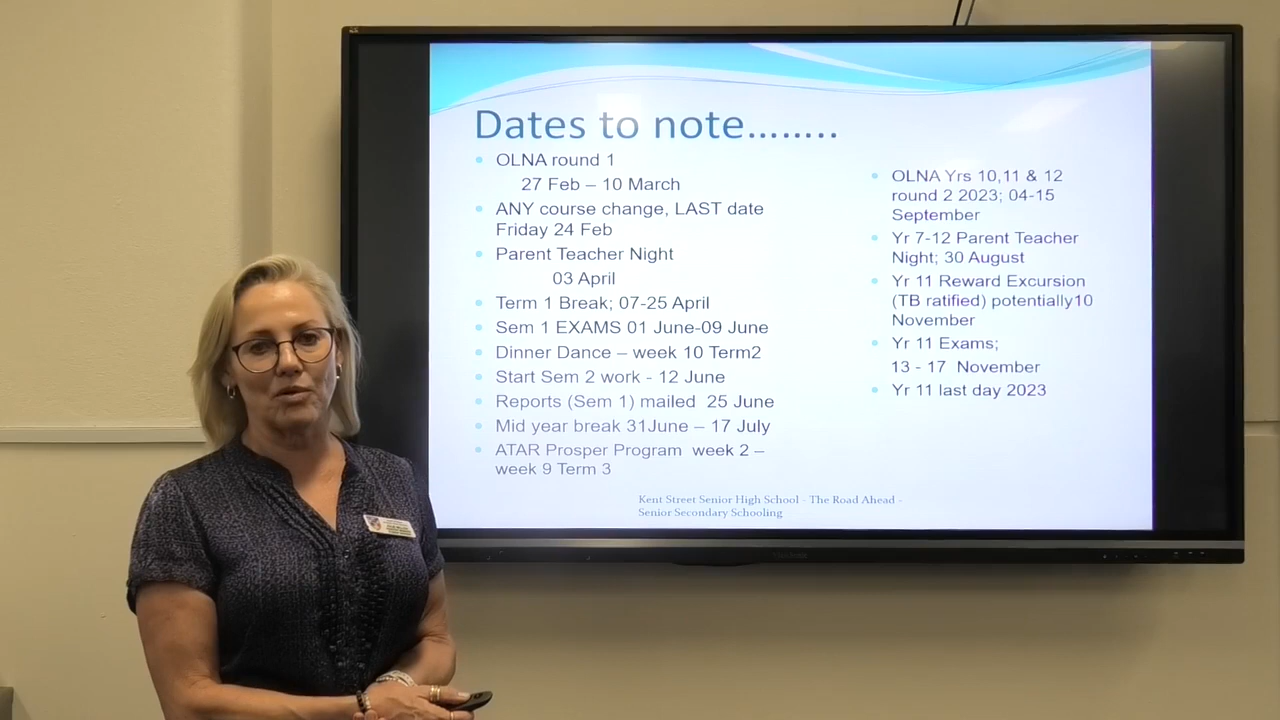 Dates to note........
OLNA round 1
27 Feb – 10 March
ANY course change, LAST date
Friday 24 Feb
Parent Teacher Night
03 April
Term 1 Break; 07-25 April
Sem 1 EXAMS 01 June-09 June
Dinner Dance – week 10 Term2
Start Sem 2 work - 12 June
Reports (Sem 1) mailed 25 June
Mid year break 31June – 17 July
ATAR Prosper Program week 2 –
week 9 Term 3
OLNA Yrs 10,11 & 12
round 2 2023; 04-15
September
Yr 7-12 Parent Teacher
Night; 30 August
Yr 11 Reward Excursion
(TB ratified) potentially10
November
Yr 11 Exams;
13 - 17 November
Yr 11 last day 2023
Kent Street Senior High School - The Road Ahead -
Senior Secondary Schooling